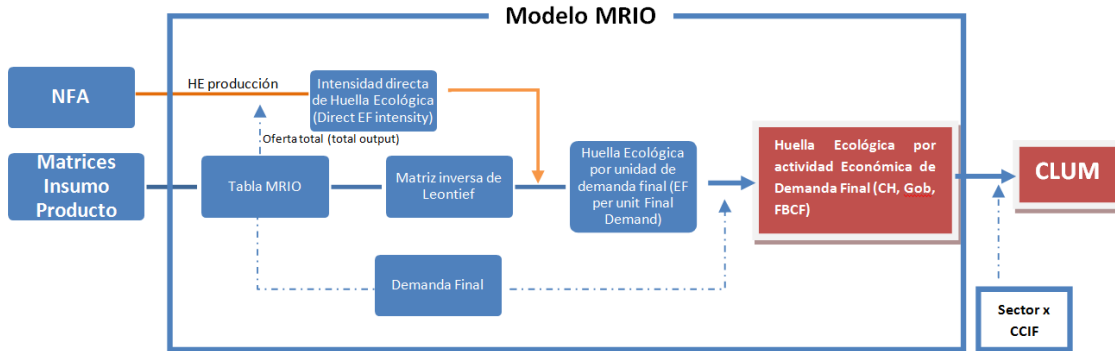 Modelo MRIO
NFA
HE producción
Intensidad directa
de Huella Ecológica
(Direct EF intensity)
Oferta total (total output)
Matrices
Insumo
Producto
Tabla MRIO
Matriz inversa de
Leontief
Huella Ecológica
por unidad de
demanda final (EF
per unit Final
Demand)
Huella Ecológica por
actividad Económica de
Demanda Final (CH, Gob,
FBCF)
CLUM
Demanda Final
Sector x
CCIF